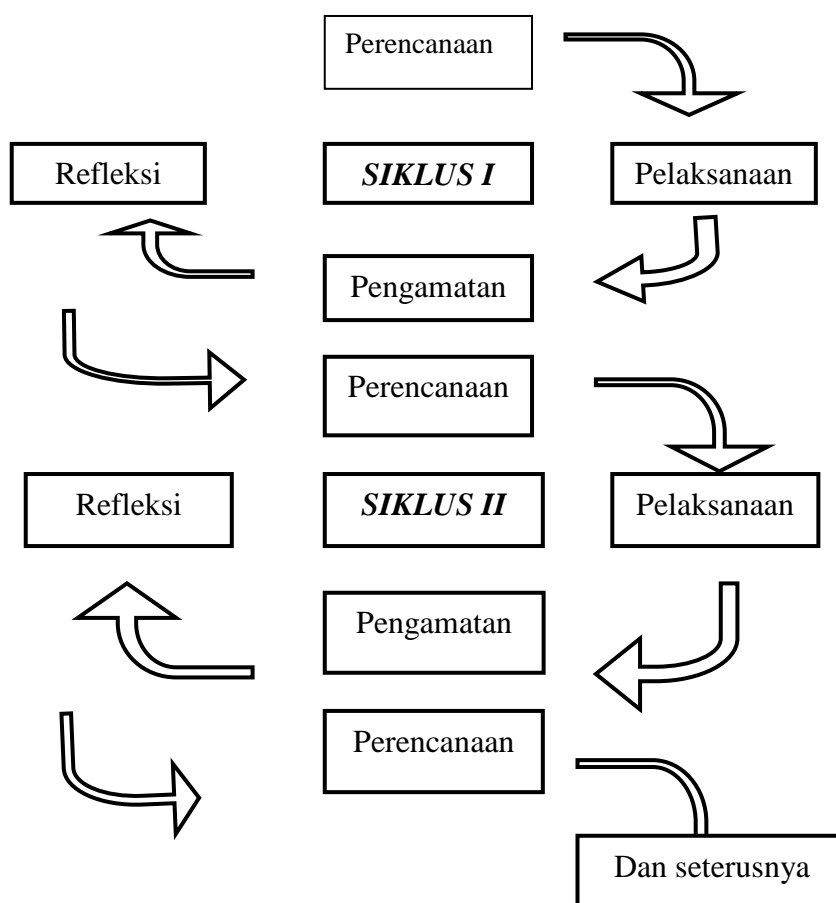 Perencanaan
Refleksi
SIKLUS I
Pelaksanaan
Pengamatan
Perencanaan
Refleksi
SIKLUS II
Pelaksanaan
Pengamatan
Perencanaan
Dan seterusnya